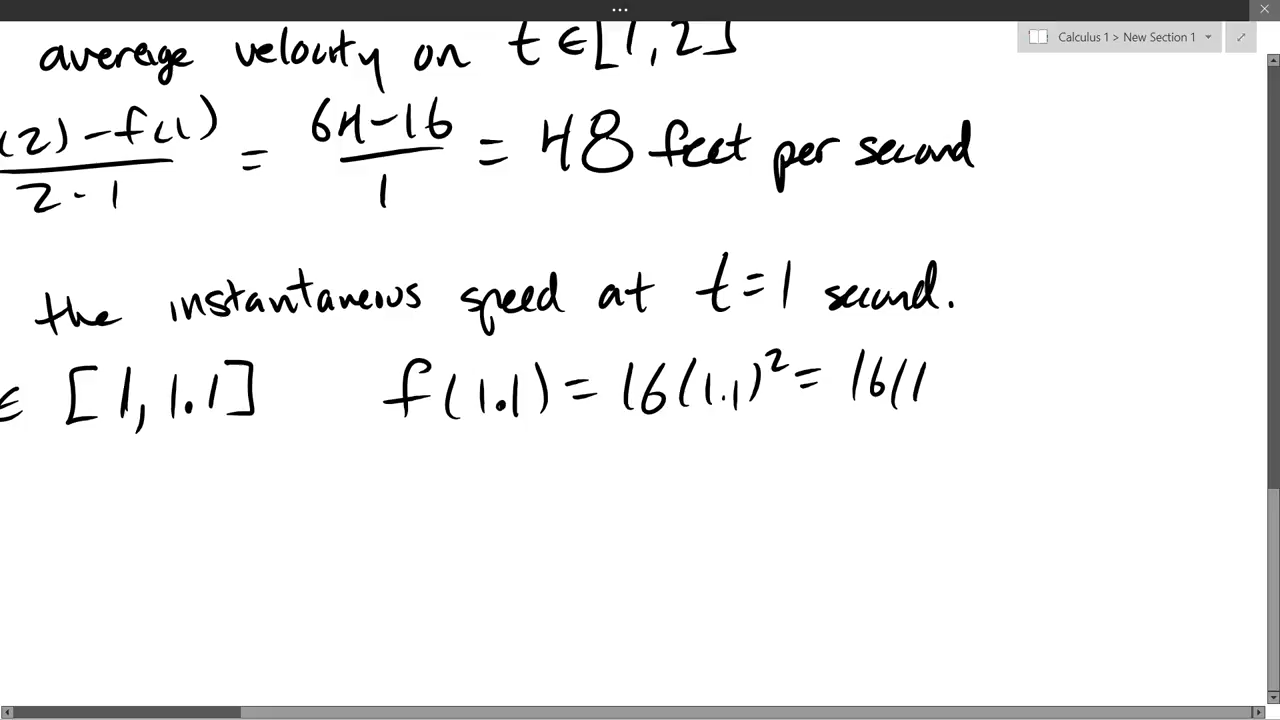 Calculus 1 > New Section 1
average velocity on t ∈ [1, 2]
(2) - f(1) / 2 - 1 = 64 - 16 / 1 = 48 feet per second
the instantaneous speed at t = 1 second.
∈ [1, 1.1] f(1.1) = 16(1.1)² = 16(1